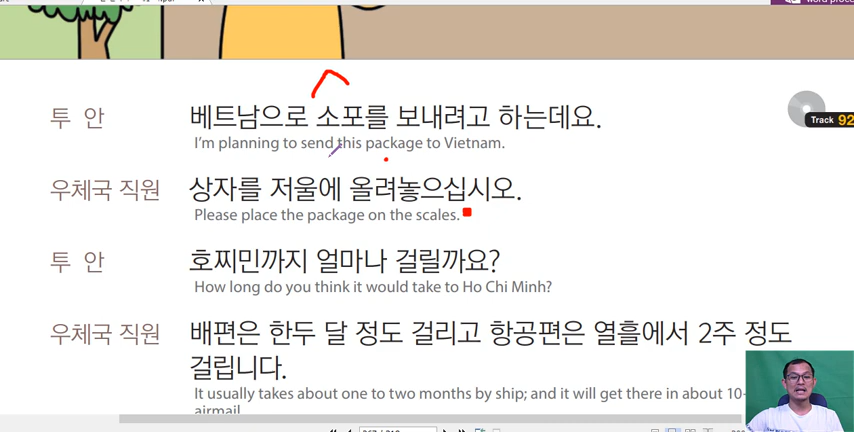 Track 92
투 안 베트남으로 소포를 보내려고 하는데요.
I'm planning to send this package to Vietnam.
우체국 직원 상자를 저울에 올려놓으십시오.
Please place the package on the scales.
투 안 호찌민까지 얼마나 걸릴까요?
How long do you think it would take to Ho Chi Minh?
우체국 직원 배편은 한두 달 정도 걸리고 항공편은 열흘에서 2주 정도
걸립니다.
It usually takes about one to two months by ship; and it will get there in about 10-
airmail